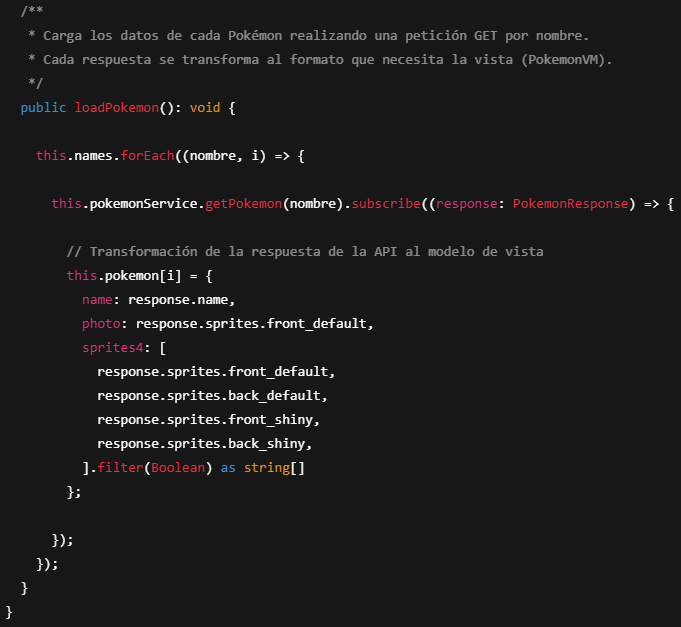 /**
 * Carga los datos de cada Pokémon realizando una petición GET por nombre.
 * Cada respuesta se transforma al formato que necesita la vista (PokemonVM).
 */
public loadPokemon(): void {
this.names.forEach((nombre, i) => {
this.pokemonService.getPokemon(nombre).subscribe((response: PokemonResponse) => {
// Transformación de la respuesta de la API al modelo de vista
this.pokemon[i] = {
name: response.name,
photo: response.sprites.front_default,
sprites4: [
response.sprites.front_default,
response.sprites.back_default,
response.sprites.front_shiny,
response.sprites.back_shiny,
].filter(Boolean) as string[]
};
});
});
}
}